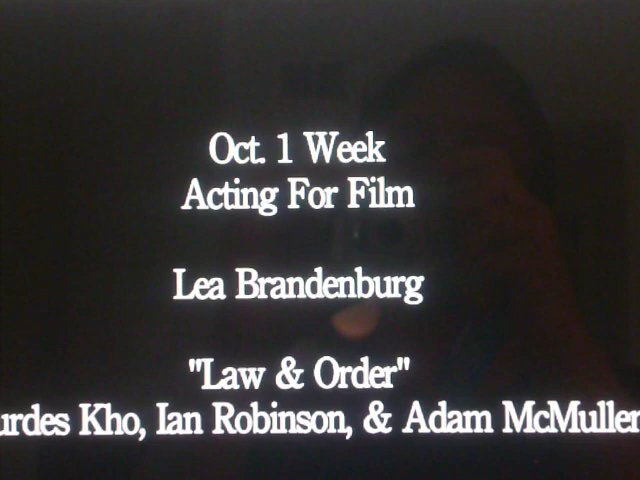 Oct. 1 Week
Acting For Film
Lea Brandenburg
"Law & Order"
urdes Kho, Ian Robinson, & Adam McMullen